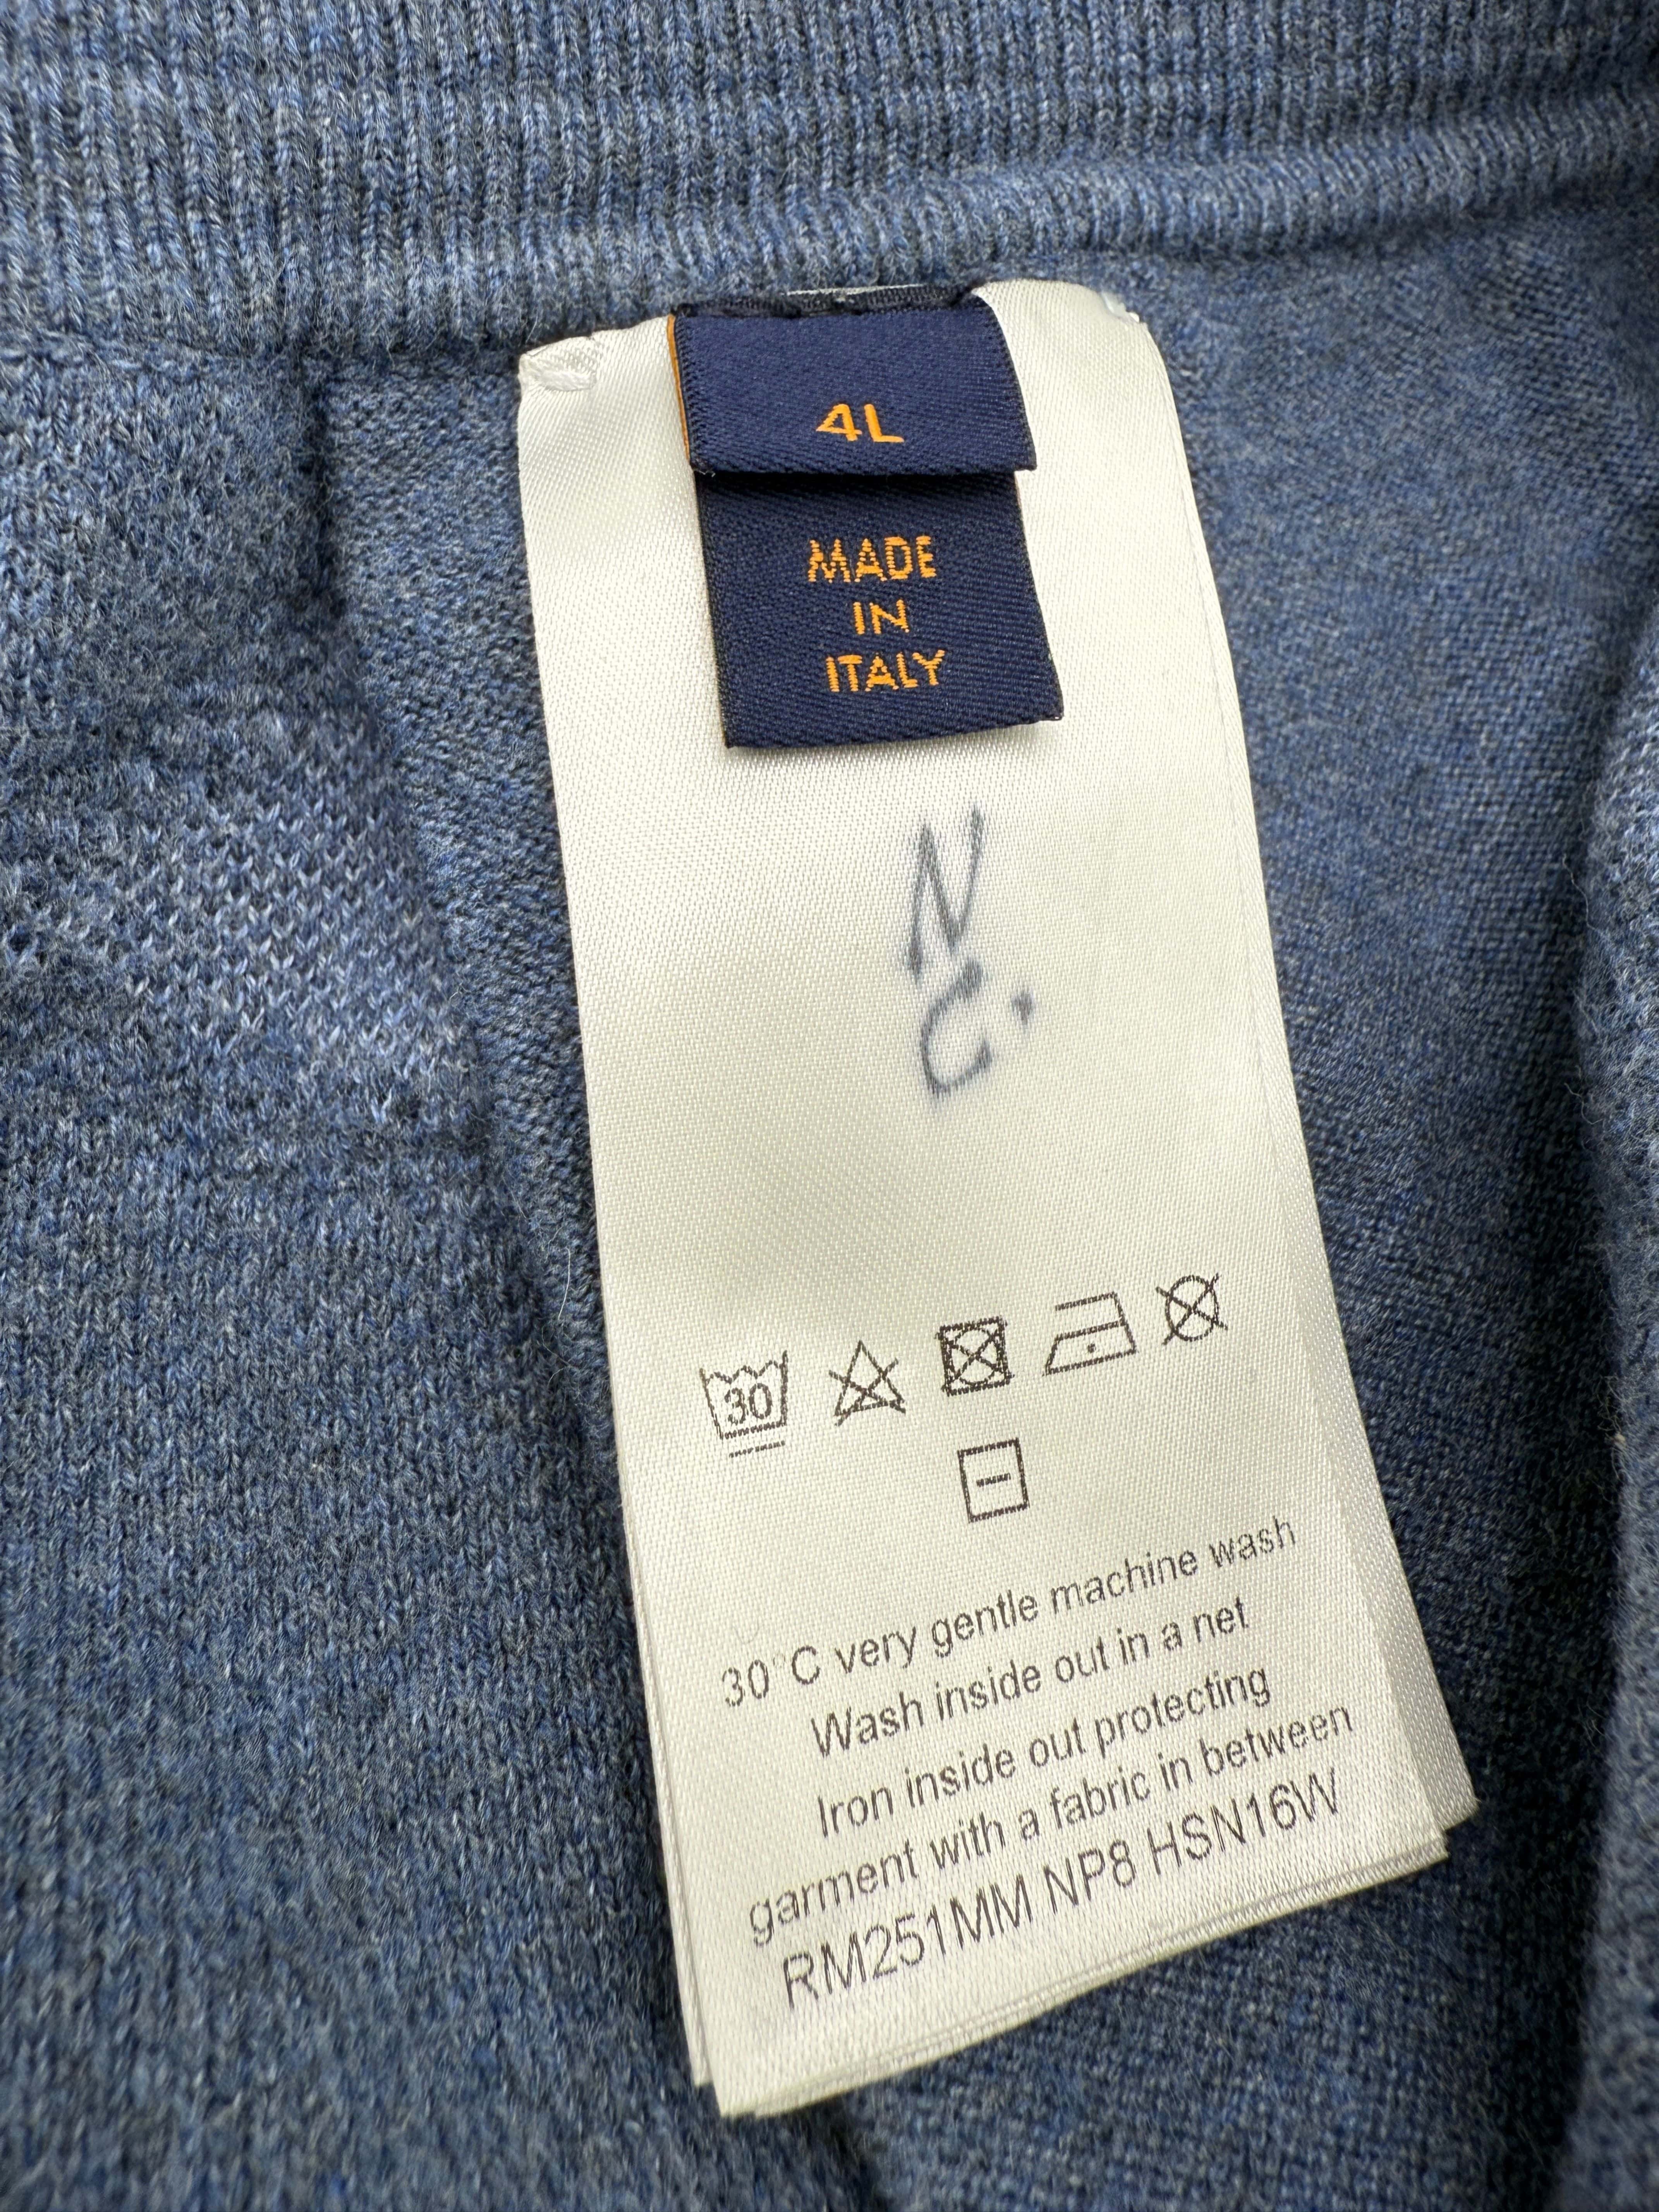 4L
MADE
IN
ITALY
N
C.
30
30°C very gentle machine wash
Wash inside out in a net
Iron inside out protecting
garment with a fabric in between
RM251MM NP8 HSN16W